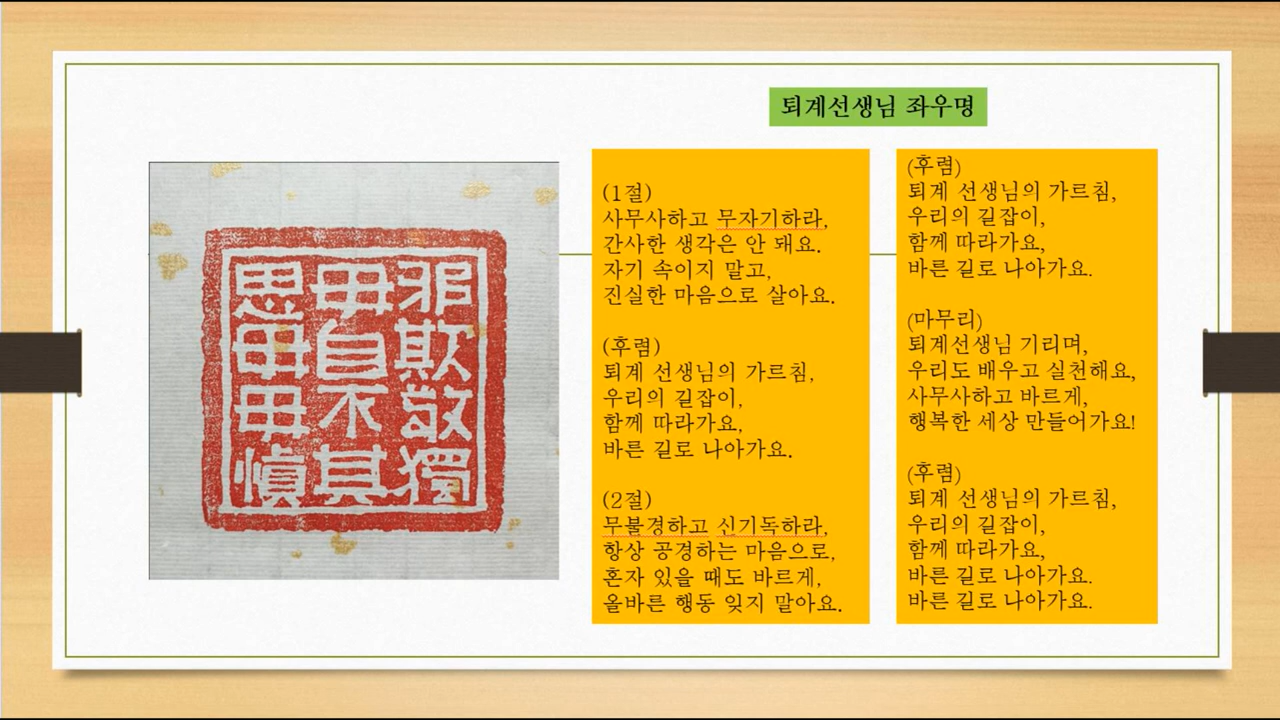 퇴계선생님 좌우명
思毋邪
毋自欺
毋不敬
愼其獨
(1절)
사무사하고 무자기하라,
간사한 생각은 안 돼요.
자기 속이지 말고,
진실한 마음으로 살아요.
(후렴)
퇴계 선생님의 가르침,
우리의 길잡이,
함께 따라가요,
바른 길로 나아가요.
(2절)
무불경하고 신기독하라,
항상 공경하는 마음으로,
혼자 있을 때도 바르게,
올바른 행동 잊지 말아요.
(후렴)
퇴계 선생님의 가르침,
우리의 길잡이,
함께 따라가요,
바른 길로 나아가요.
(마무리)
퇴계선생님 기리며,
우리도 배우고 실천해요,
사무사하고 바르게,
행복한 세상 만들어가요!
(후렴)
퇴계 선생님의 가르침,
우리의 길잡이,
함께 따라가요,
바른 길로 나아가요.
바른 길로 나아가요.